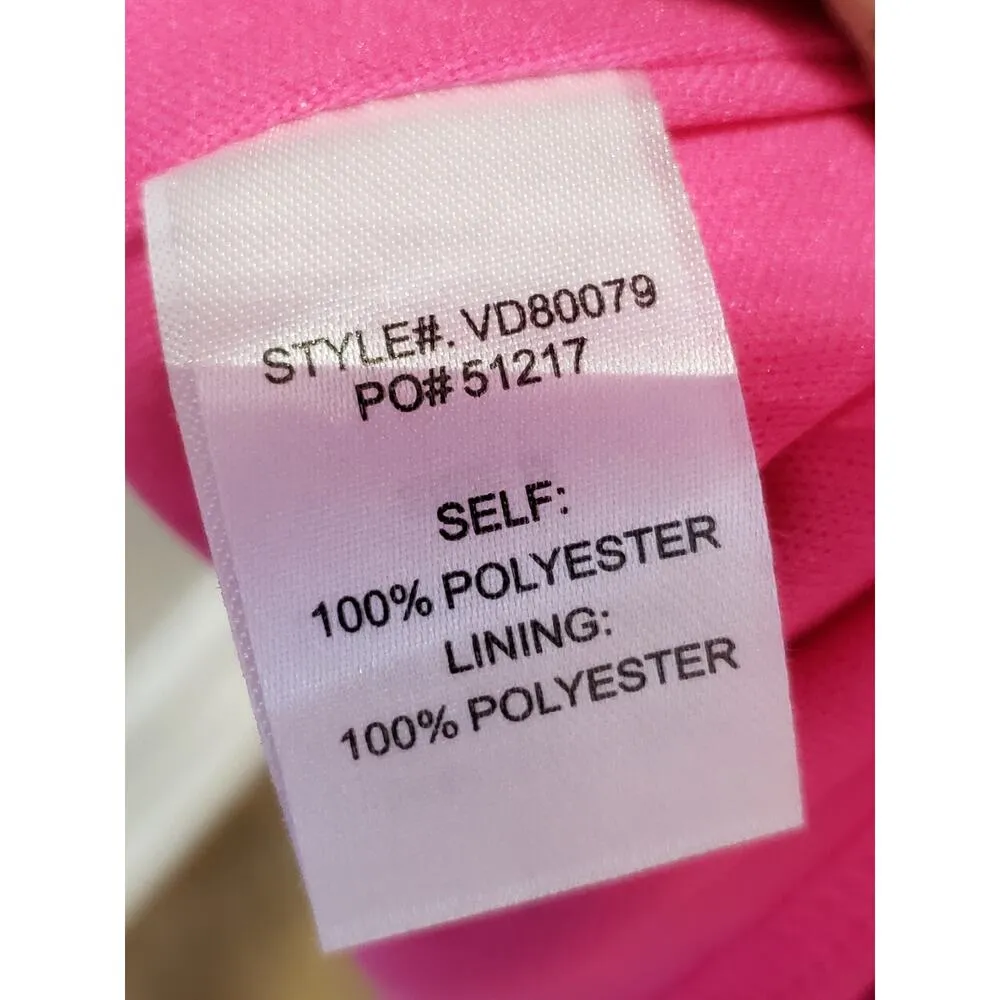 STYLE#. VD80079
PO# 51217
SELF:
100% POLYESTER
LINING:
100% POLYESTER